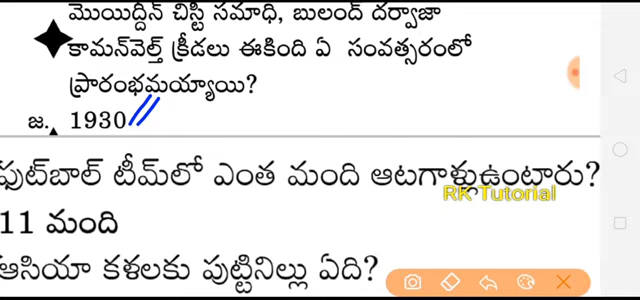 మొయిద్దీన్ చిస్టి సమాధి, బులంద్ దర్వాజా
కామన్‌వెల్త్ క్రీడలు ఈకింది ఏ సంవత్సరంలో
ప్రారంభమయ్యాయి?
జ. 1930
ఫుట్‌బాల్ టీమ్‌లో ఎంత మంది ఆటగాళ్లుఉంటారు?
RK Tutorial
11 మంది
ఆసియా కళలకు పుట్టినిల్లు ఏది?